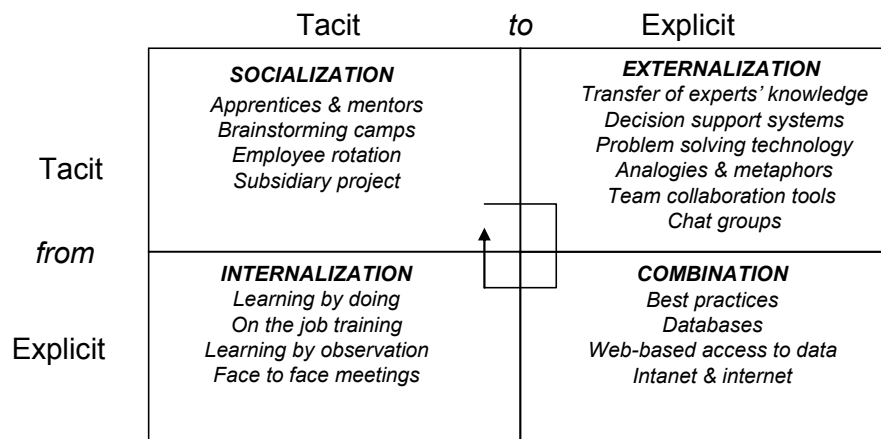 Tacit to Explicit
SOCIALIZATION
Apprentices & mentors
Brainstorming camps
Employee rotation
Subsidiary project
EXTERNALIZATION
Transfer of experts’ knowledge
Decision support systems
Problem solving technology
Analogies & metaphors
Team collaboration tools
Chat groups
Tacit
from
Explicit
INTERNALIZATION
Learning by doing
On the job training
Learning by observation
Face to face meetings
COMBINATION
Best practices
Databases
Web-based access to data
Intanet & internet